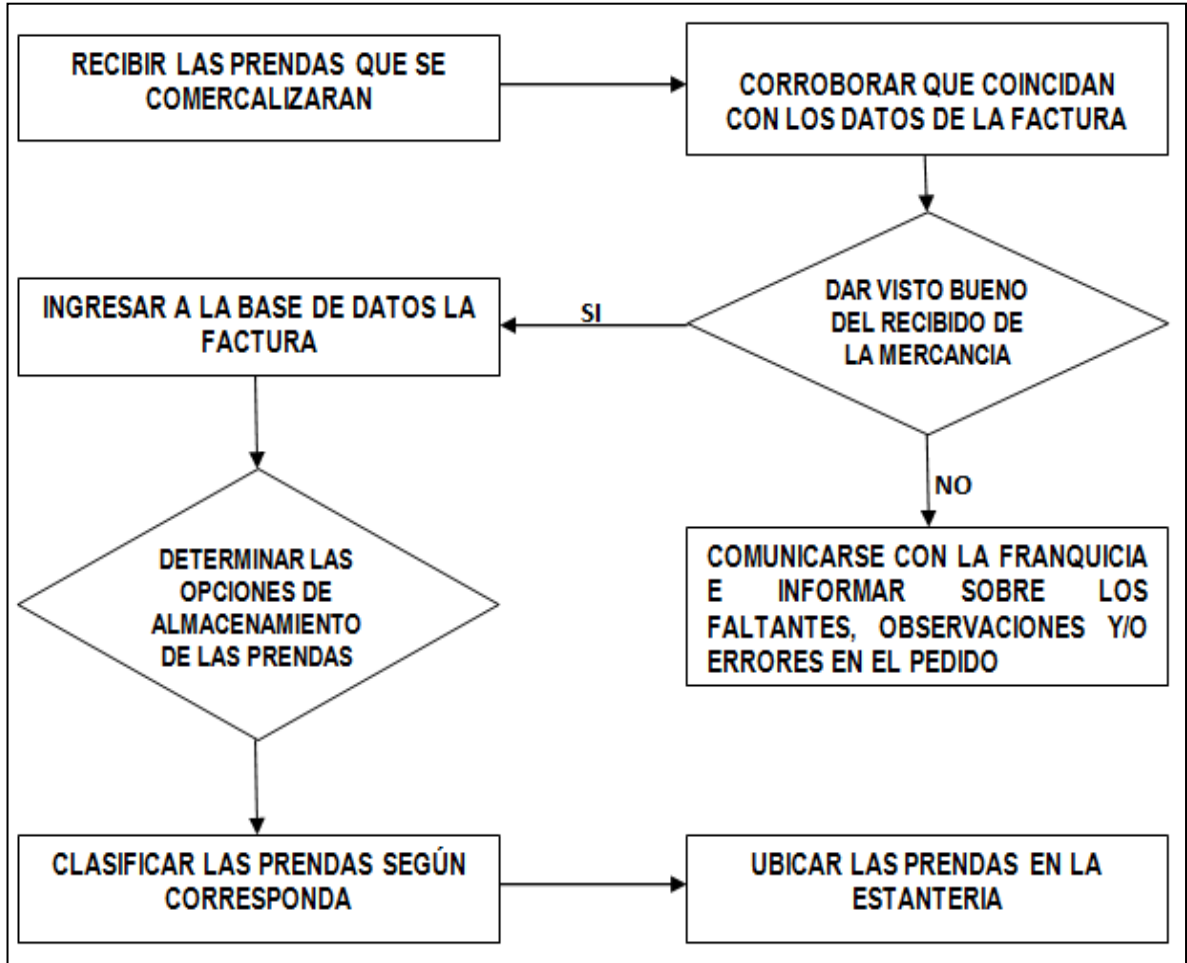 RECIBIR LAS PRENDAS QUE SE
COMERCALIZARAN
CORROBORAR QUE COINCIDAN
CON LOS DATOS DE LA FACTURA
DAR VISTO BUENO
DEL RECIBIDO DE
LA MERCANCIA
SI
INGRESAR A LA BASE DE DATOS LA
FACTURA
NO
COMUNICARSE CON LA FRANQUICIA
E INFORMAR SOBRE LOS
FALTANTES, OBSERVACIONES Y/O
ERRORES EN EL PEDIDO
DETERMINAR LAS
OPCIONES DE
ALMACENAMIENTO
DE LAS PRENDAS
CLASIFICAR LAS PRENDAS SEGÚN
CORRESPONDA
UBICAR LAS PRENDAS EN LA
ESTANTERIA